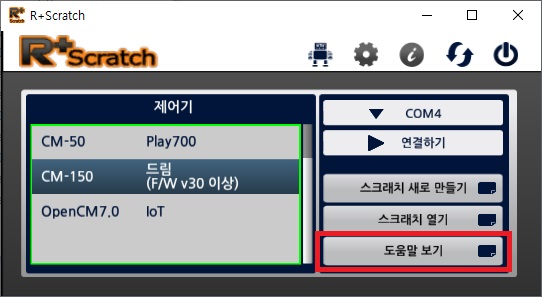 R+Scratch
R+Scratch
제어기
CM-50 Play700
CM-150 드림
(F/W v30 이상)
OpenCM7.0 IoT
COM4
연결하기
스크래치 새로 만들기
스크래치 열기
도움말 보기